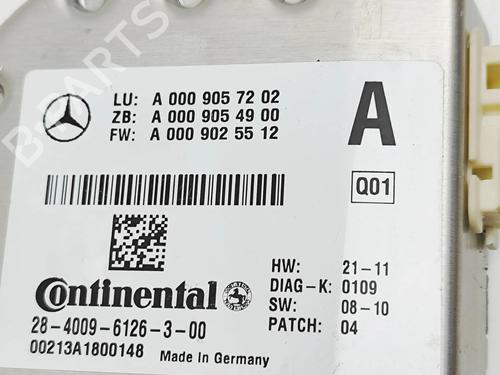 LU: A 000 905 72 02
ZB: A 000 905 49 00
FW: A 000 902 55 12
A
Q01
Continental
28-4009-6126-3-00
00213A1800148 Made in Germany
HW: 21-11
DIAG-K: 0109
SW: 08-10
PATCH: 04
B-PARTS